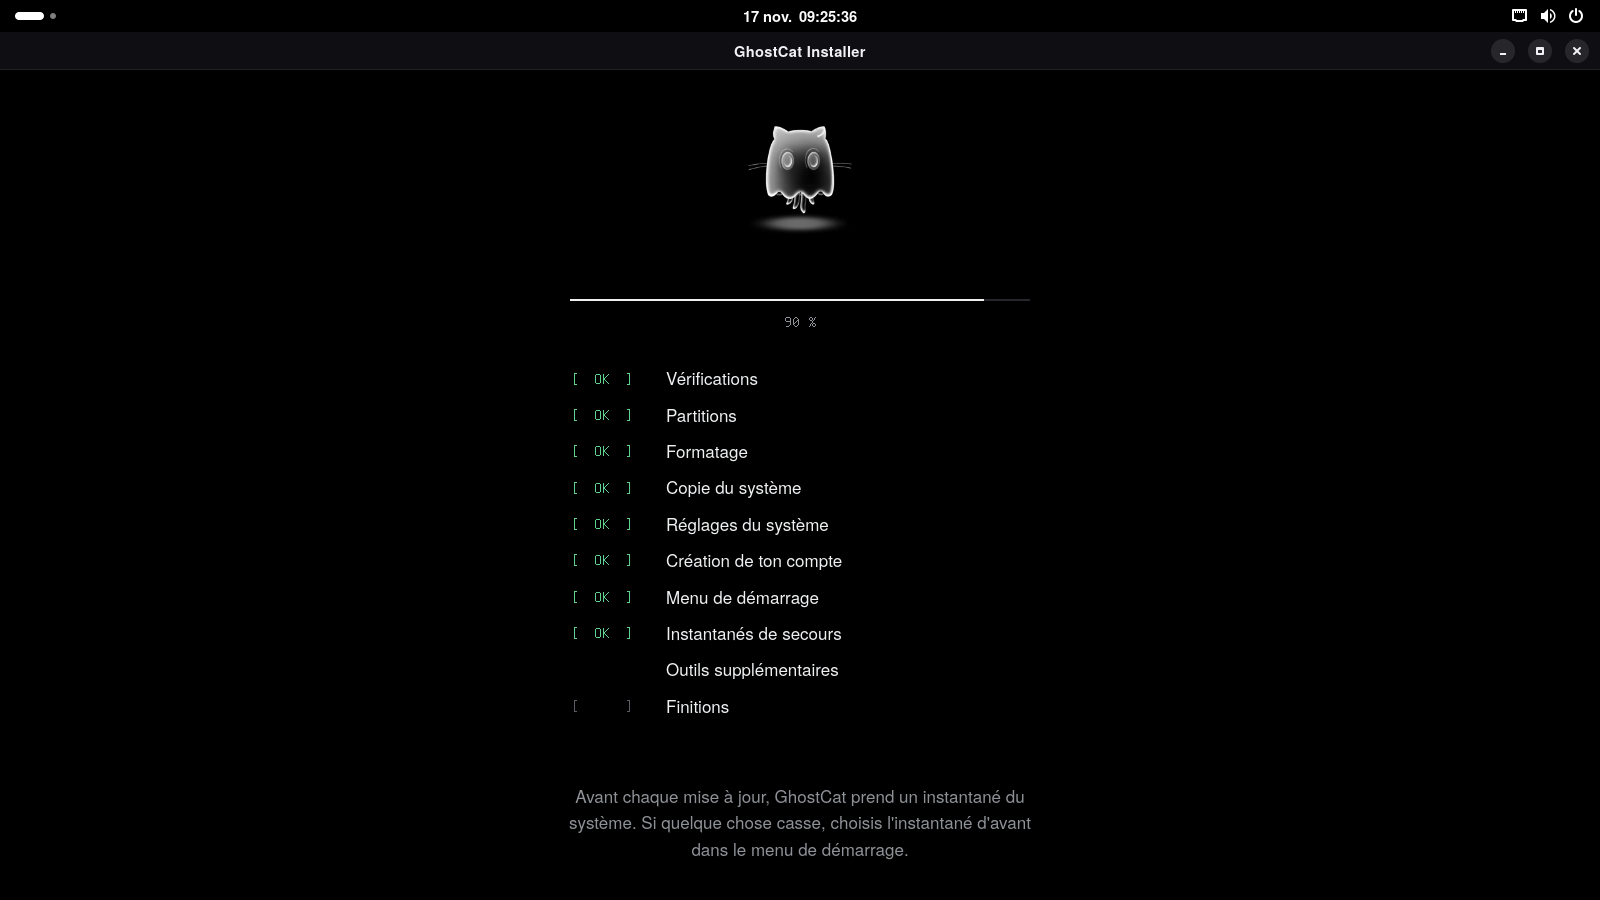 17 nov. 09:25:36
GhostCat Installer
90 %
[ OK ] Vérifications
[ OK ] Partitions
[ OK ] Formatage
[ OK ] Copie du système
[ OK ] Réglages du système
[ OK ] Création de ton compte
[ OK ] Menu de démarrage
[ OK ] Instantanés de secours
Outils supplémentaires
[ ] Finitions
Avant chaque mise à jour, GhostCat prend un instantané du
système. Si quelque chose casse, choisis l'instantané d'avant
dans le menu de démarrage.